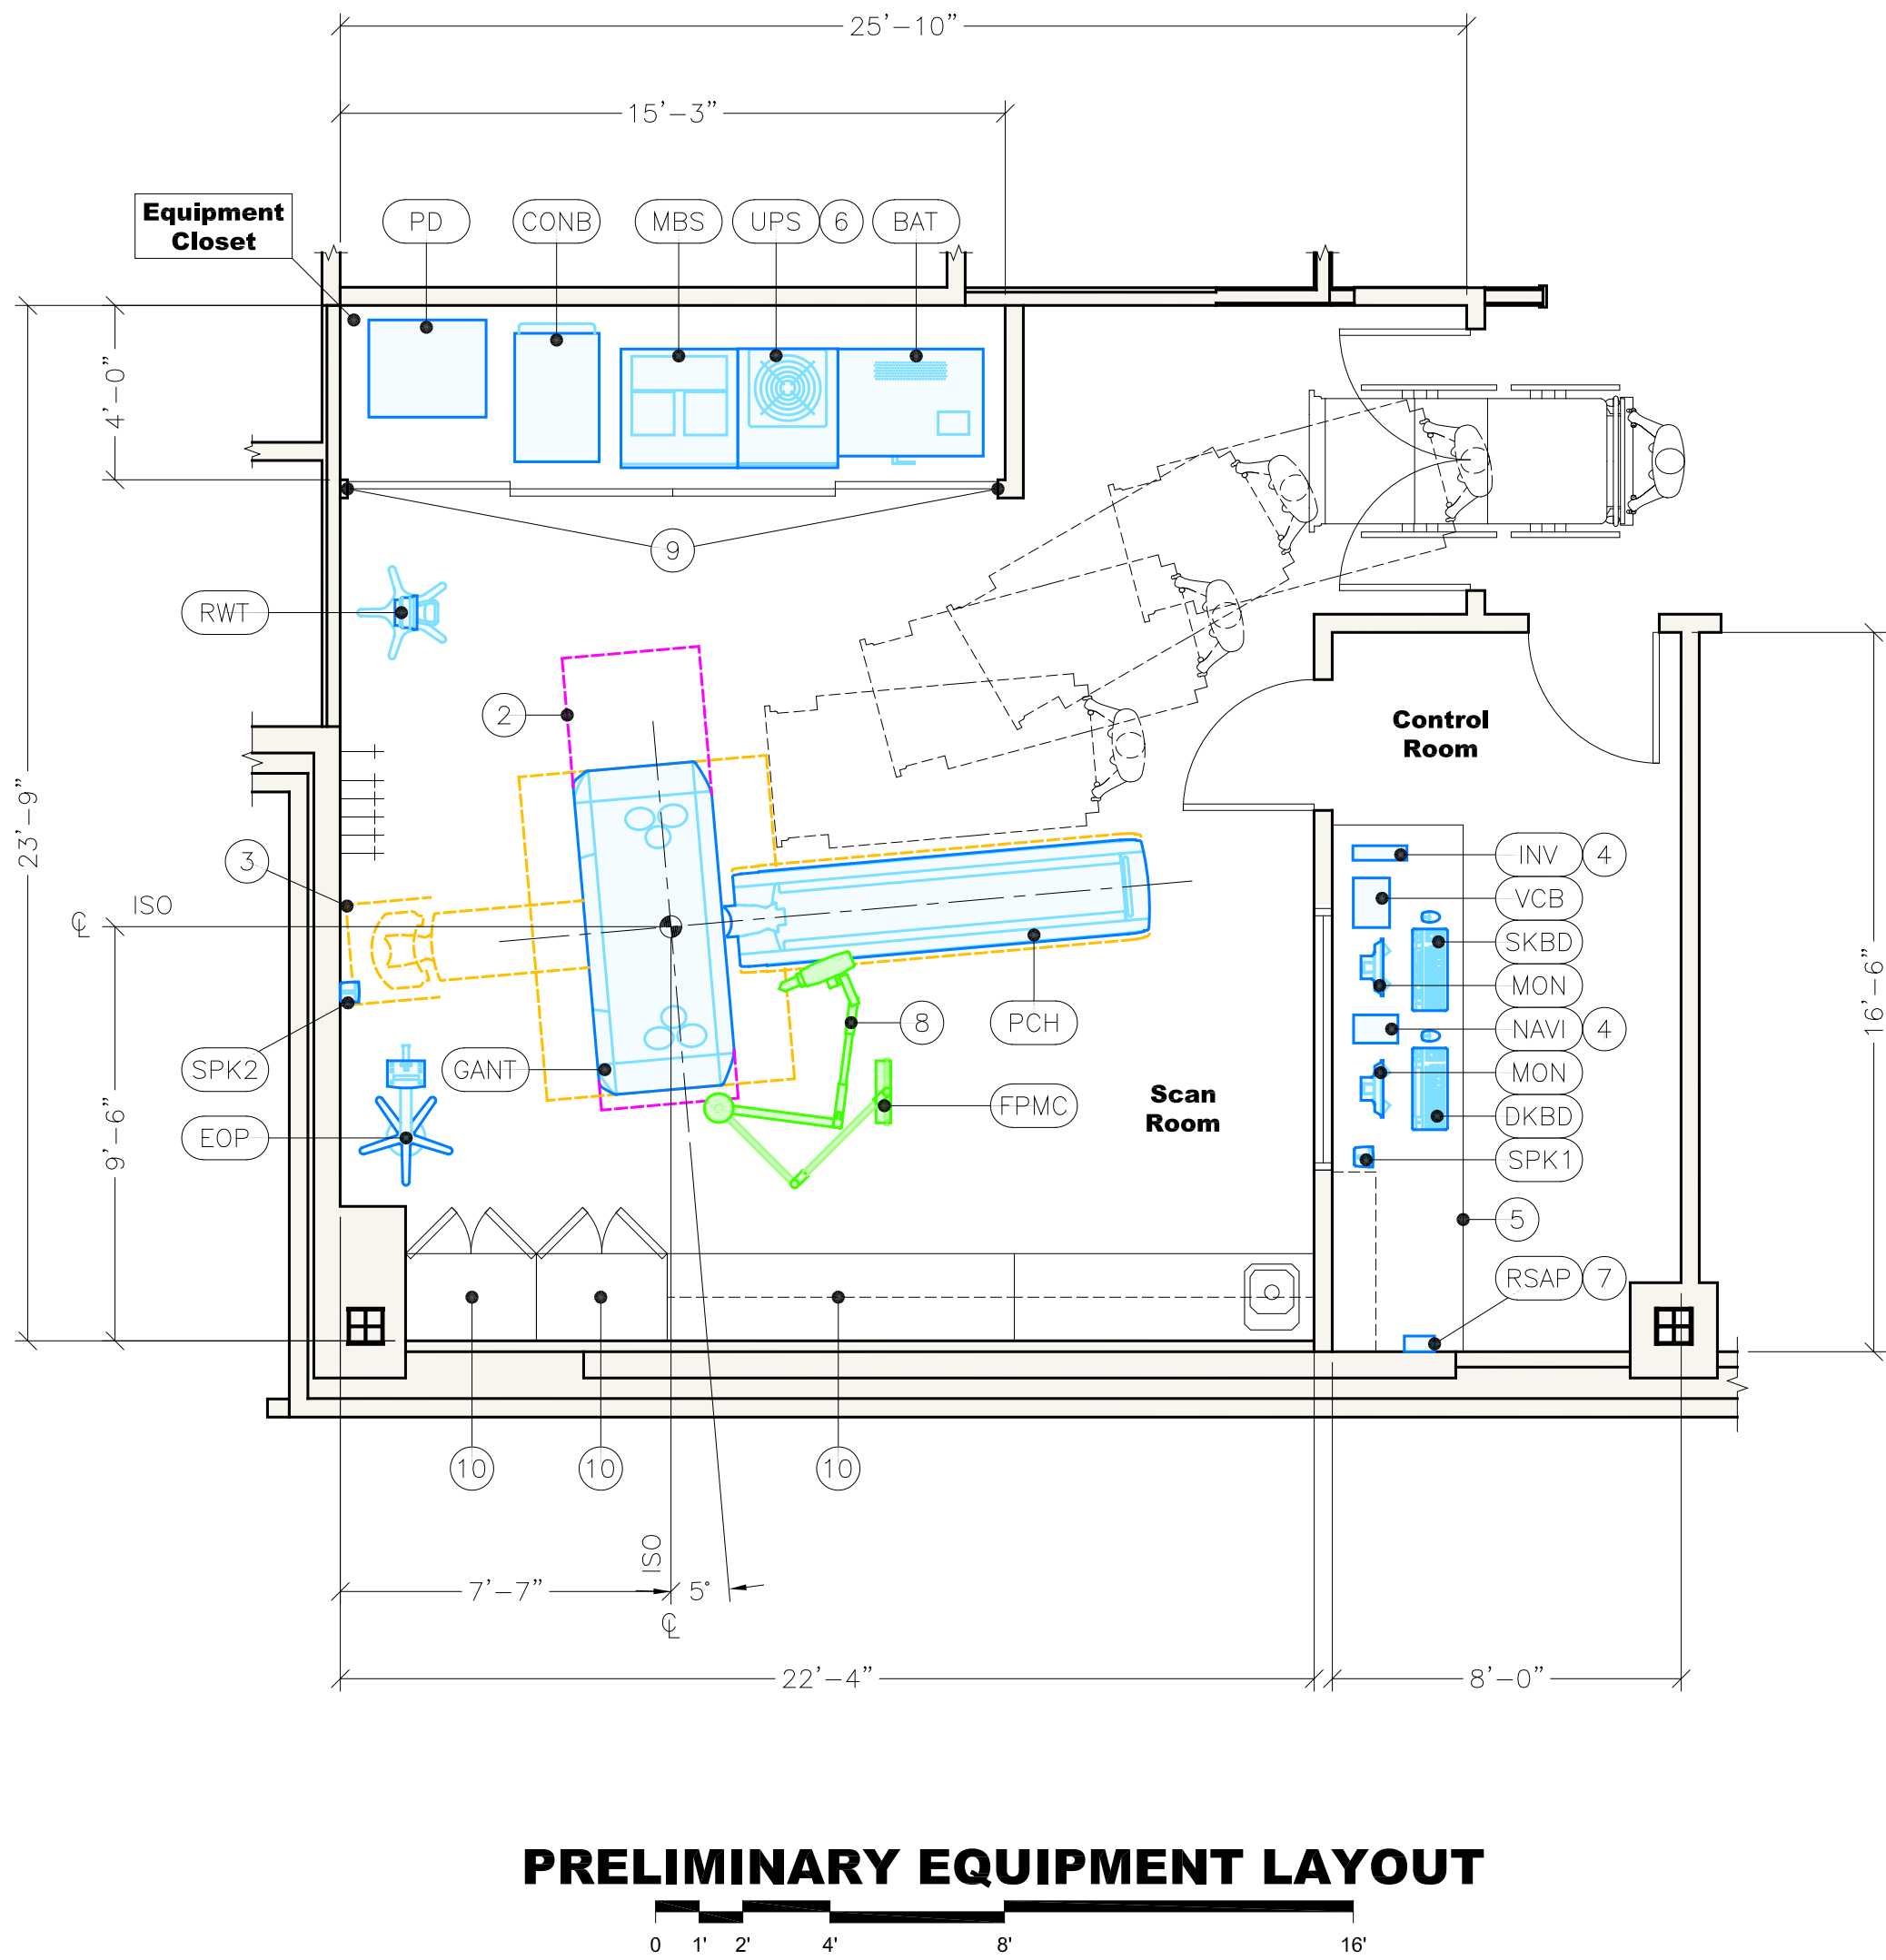 25'-10"
15'-3"
Equipment
Closet
PD
CONB
MBS
UPS
6
BAT
4'-0"
23'-9"
9
RWT
2
Control
Room
3
ISO
℄
INV
4
VCB
SKBD
MON
NAVI
4
MON
DKBD
SPK1
16'-6"
8
PCH
SPK2
GANT
FPMC
Scan
Room
EOP
9'-6"
5
RSAP
7
10
10
10
ISO
7'-7"
5°
℄
22'-4"
8'-0"
PRELIMINARY EQUIPMENT LAYOUT
0 1' 2' 4' 8' 16'